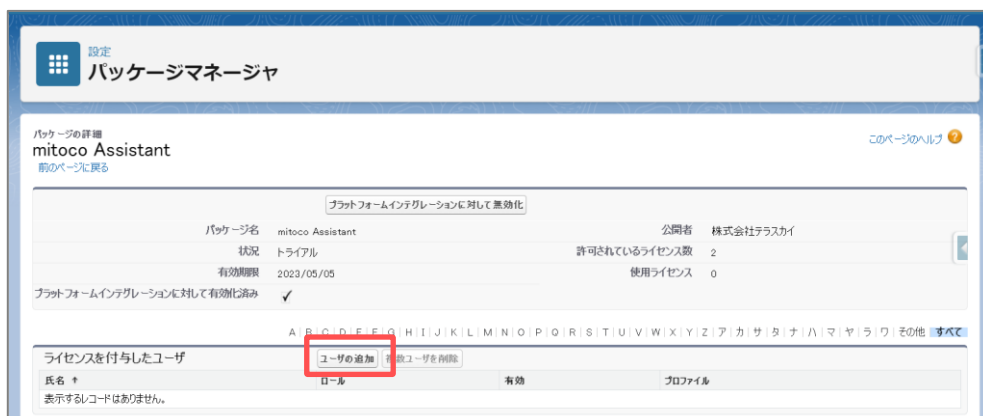 設定
パッケージマネージャ
パッケージの詳細
mitoco Assistant
前のページに戻る
このページのヘルプ
プラットフォームインテグレーションに対して無効化
パッケージ名 mitoco Assistant 公開者 株式会社テラスカイ
状況 トライアル 許可されているライセンス数 2
有効期限 2023/05/05 使用ライセンス 0
プラットフォームインテグレーションに対して有効化済み
A | B | C | D | E | F | G | H | I | J | K | L | M | N | O | P | Q | R | S | T | U | V | W | X | Y | Z | ア | カ | サ | タ | ナ | ハ | マ | ヤ | ラ | ワ | その他 | すべて
ライセンスを付与したユーザ ユーザの追加 複数ユーザを削除
氏名 ↑ ロール 有効 プロファイル
表示するレコードはありません。